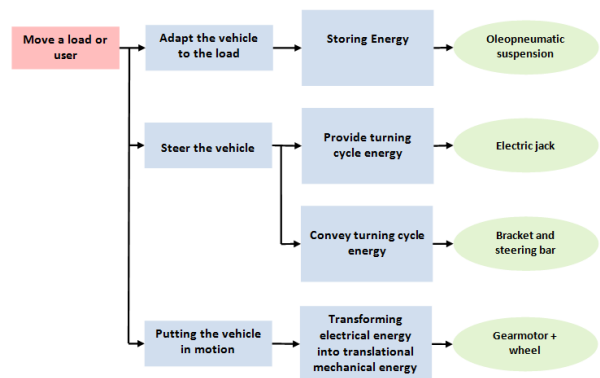 Move a load or
user
Adapt the vehicle
to the load
Storing Energy
Oleopneumatic
suspension
Steer the vehicle
Provide turning
cycle energy
Electric jack
Convey turning cycle
energy
Bracket and
steering bar
Putting the vehicle
in motion
Transforming
electrical energy
into translational
mechanical energy
Gearmotor +
wheel